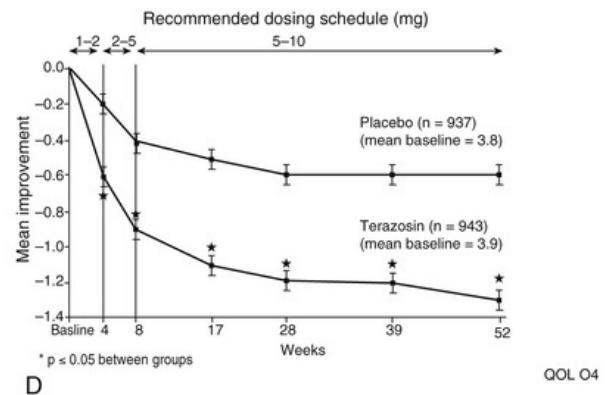 Recommended dosing schedule (mg)
1–2 2–5 5–10
0.0
–0.2
–0.4
–0.6
–0.8
–1.0
–1.2
–1.4
Mean improvement
Placebo (n = 937)
(mean baseline = 3.8)
Terazosin (n = 943)
(mean baseline = 3.9)
Basline 4 8 17 28 39 52
Weeks
* p ≤ 0.05 between groups
D
QOL O4